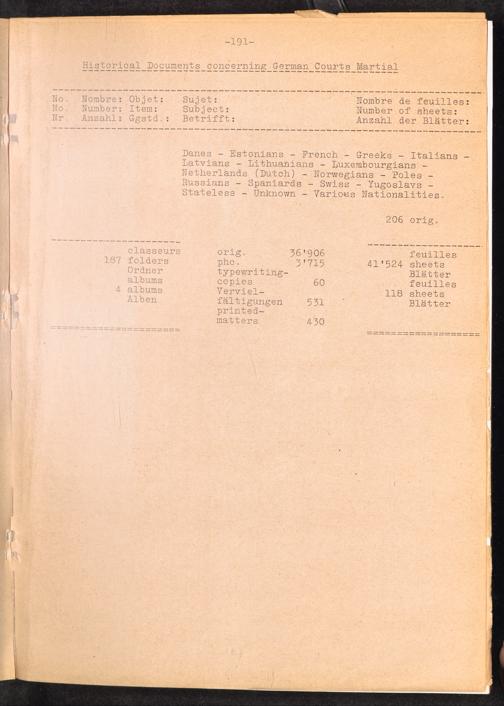 -191-
Historical Documents concerning German Courts Martial
No. Nombre: Objet: Sujet: Nombre de feuilles:
No. Number: Item: Subject: Number of sheets:
Nr. Anzahl: Ggstd.: Betrifft: Anzahl der Blätter:
Danes - Estonians - French - Greeks - Italians -
Latvians - Lithuanians - Luxembourgians -
Netherlands (Dutch) - Norwegians - Poles -
Russians - Spaniards - Swiss - Yugoslavs -
Stateless - Unknown - Various Nationalities.
206 orig.
classeurs orig. 36'906 feuilles
187 folders pho. 3'715 41'524 sheets
Ordner typewriting- Blätter
albums copies 60 feuilles
4 albums Verviel- 118 sheets
Alben fältigungen 531 Blätter
printed-
matters 430